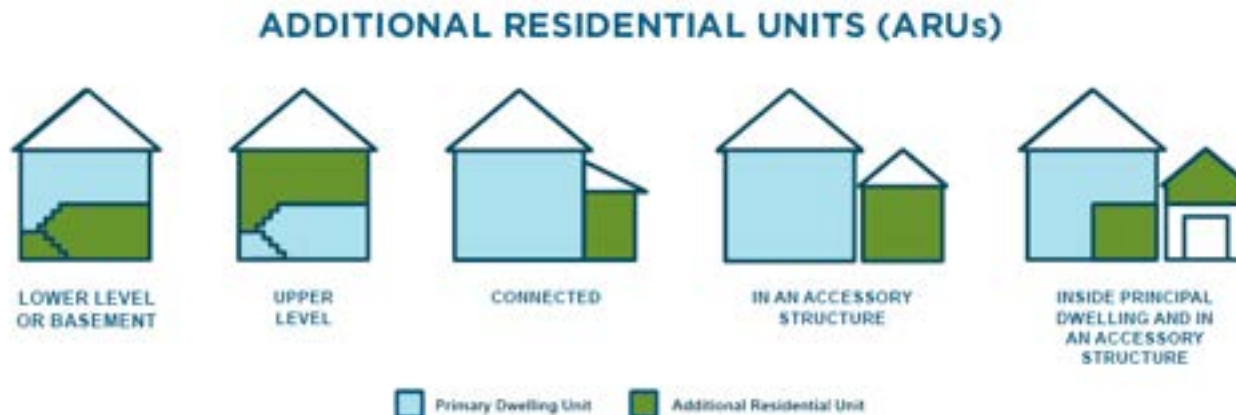 ADDITIONAL RESIDENTIAL UNITS (ARUs)
LOWER LEVEL
OR BASEMENT
UPPER
LEVEL
CONNECTED
IN AN ACCESSORY
STRUCTURE
INSIDE PRINCIPAL
DWELLING AND IN
AN ACCESSORY
STRUCTURE
Primary Dwelling Unit
Additional Residential Unit